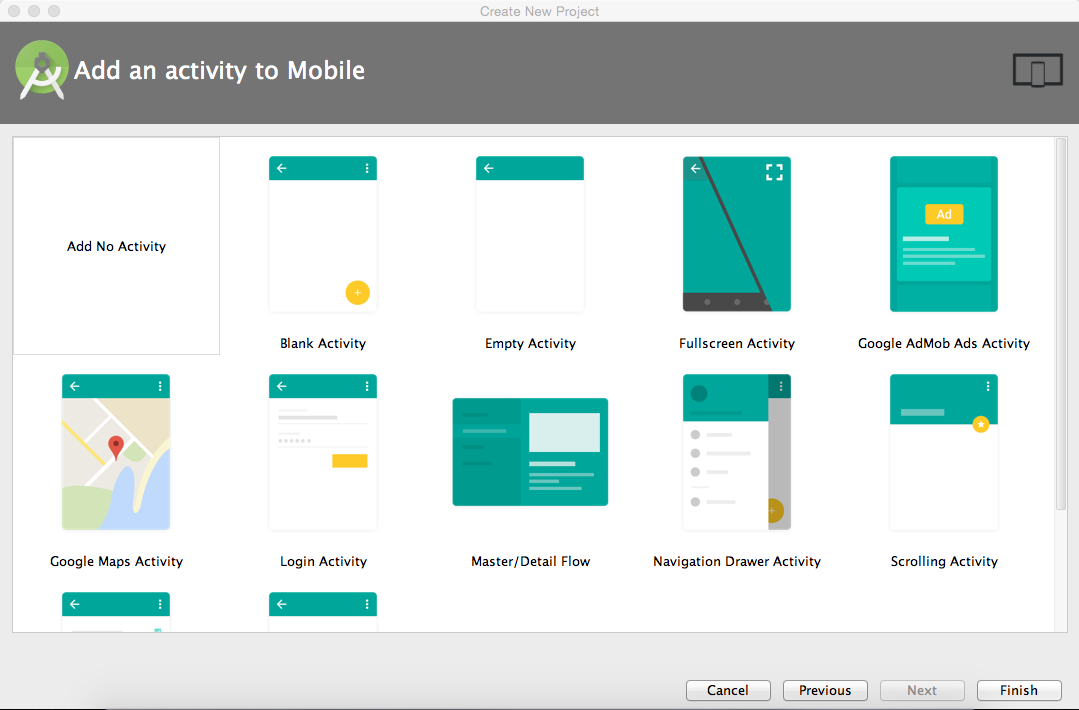 Create New Project
Add an activity to Mobile
Add No Activity
Blank Activity
Empty Activity
Fullscreen Activity
Ad
Google AdMob Ads Activity
Google Maps Activity
Login Activity
Master/Detail Flow
Navigation Drawer Activity
Scrolling Activity
Cancel
Previous
Next
Finish